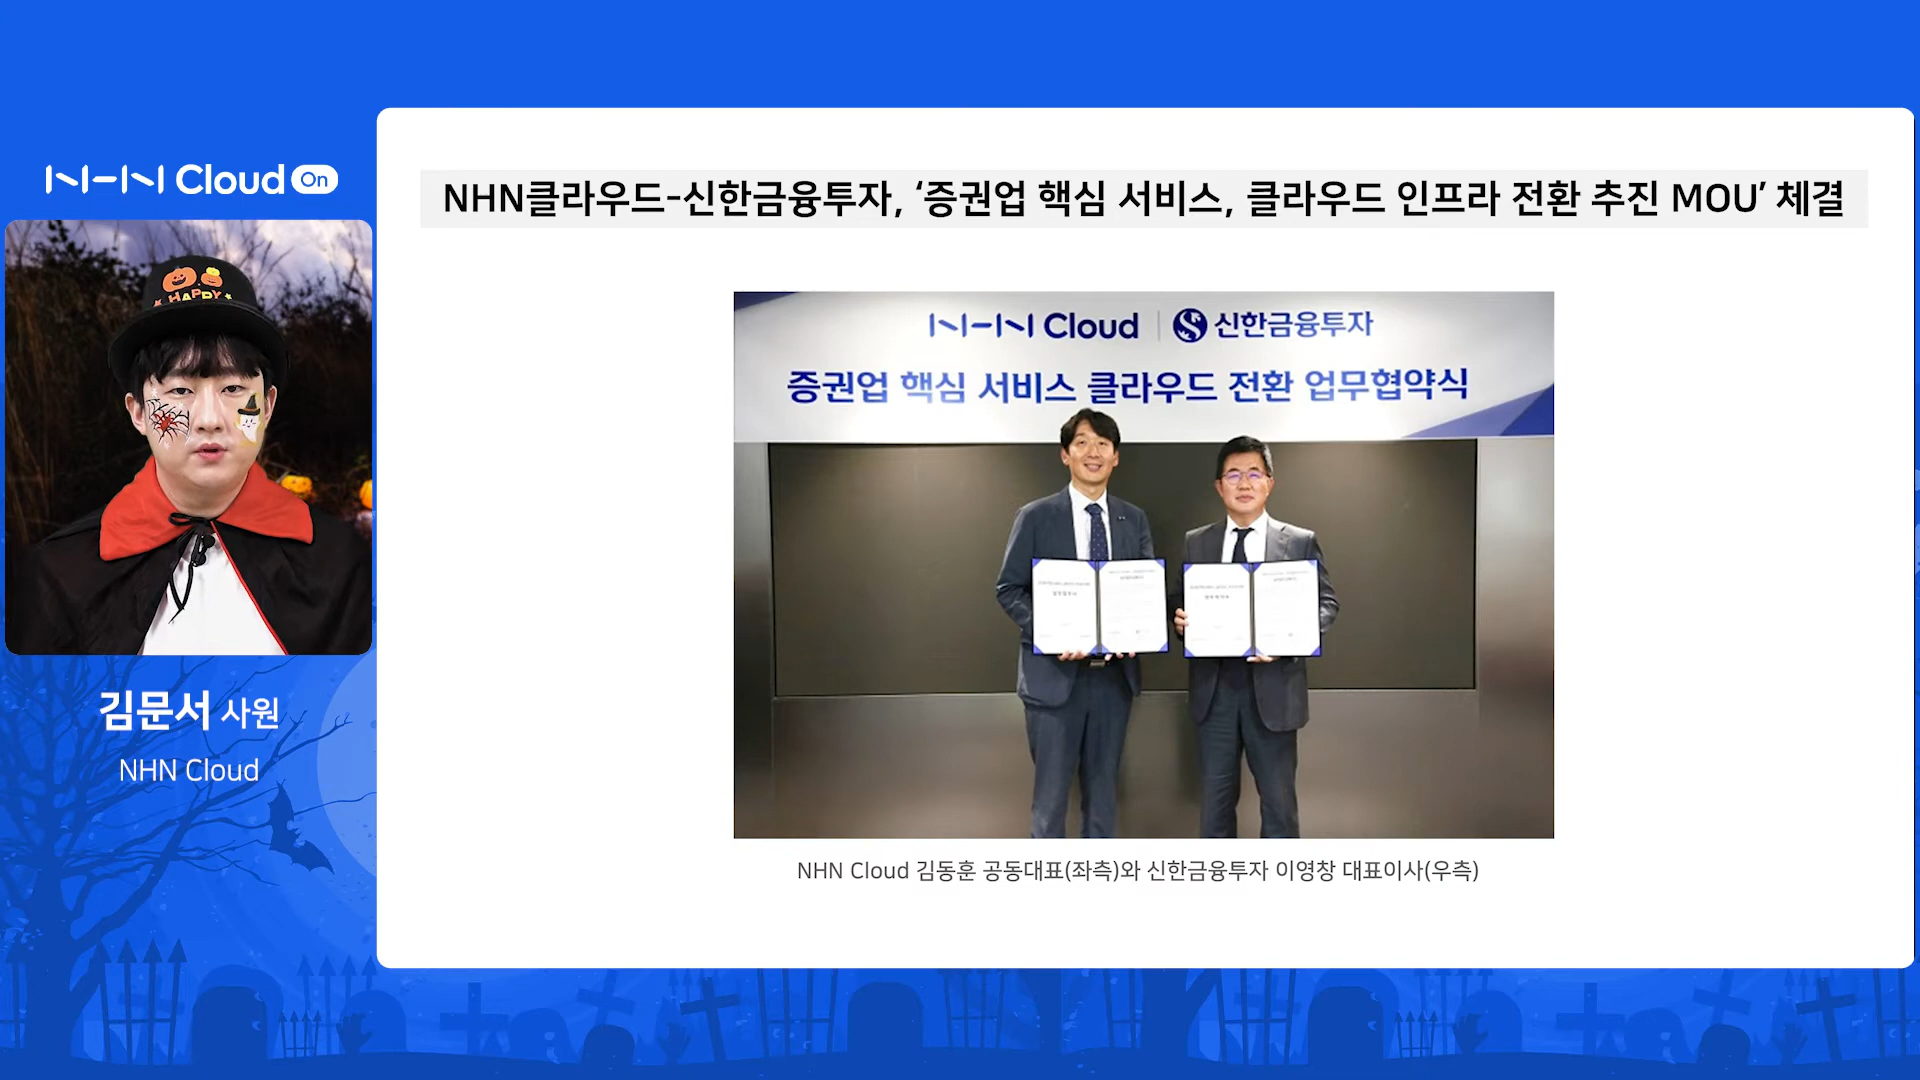 NHN Cloud On
HAPPY
김문서 사원
NHN Cloud
NHN클라우드-신한금융투자, ‘증권업 핵심 서비스, 클라우드 인프라 전환 추진 MOU’ 체결
NHN Cloud | 신한금융투자
증권업 핵심 서비스 클라우드 전환 업무협약식
NHN Cloud 김동훈 공동대표(좌측)와 신한금융투자 이영창 대표이사(우측)